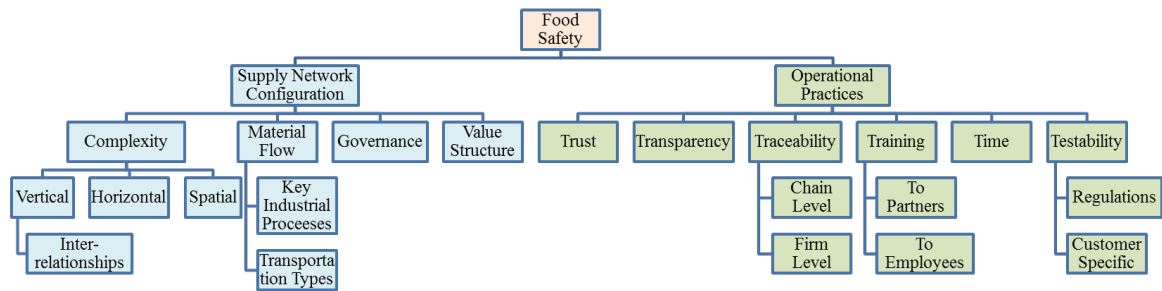 Food
Safety
Supply Network
Configuration
Operational
Practices
Complexity
Material
Flow
Governance
Value
Structure
Trust
Transparency
Traceability
Training
Time
Testability
Vertical
Horizontal
Spatial
Key
Industrial
Proceeses
Chain
Level
To
Partners
Regulations
Inter-
relationships
Transporta
tion Types
Firm
Level
To
Employees
Customer
Specific